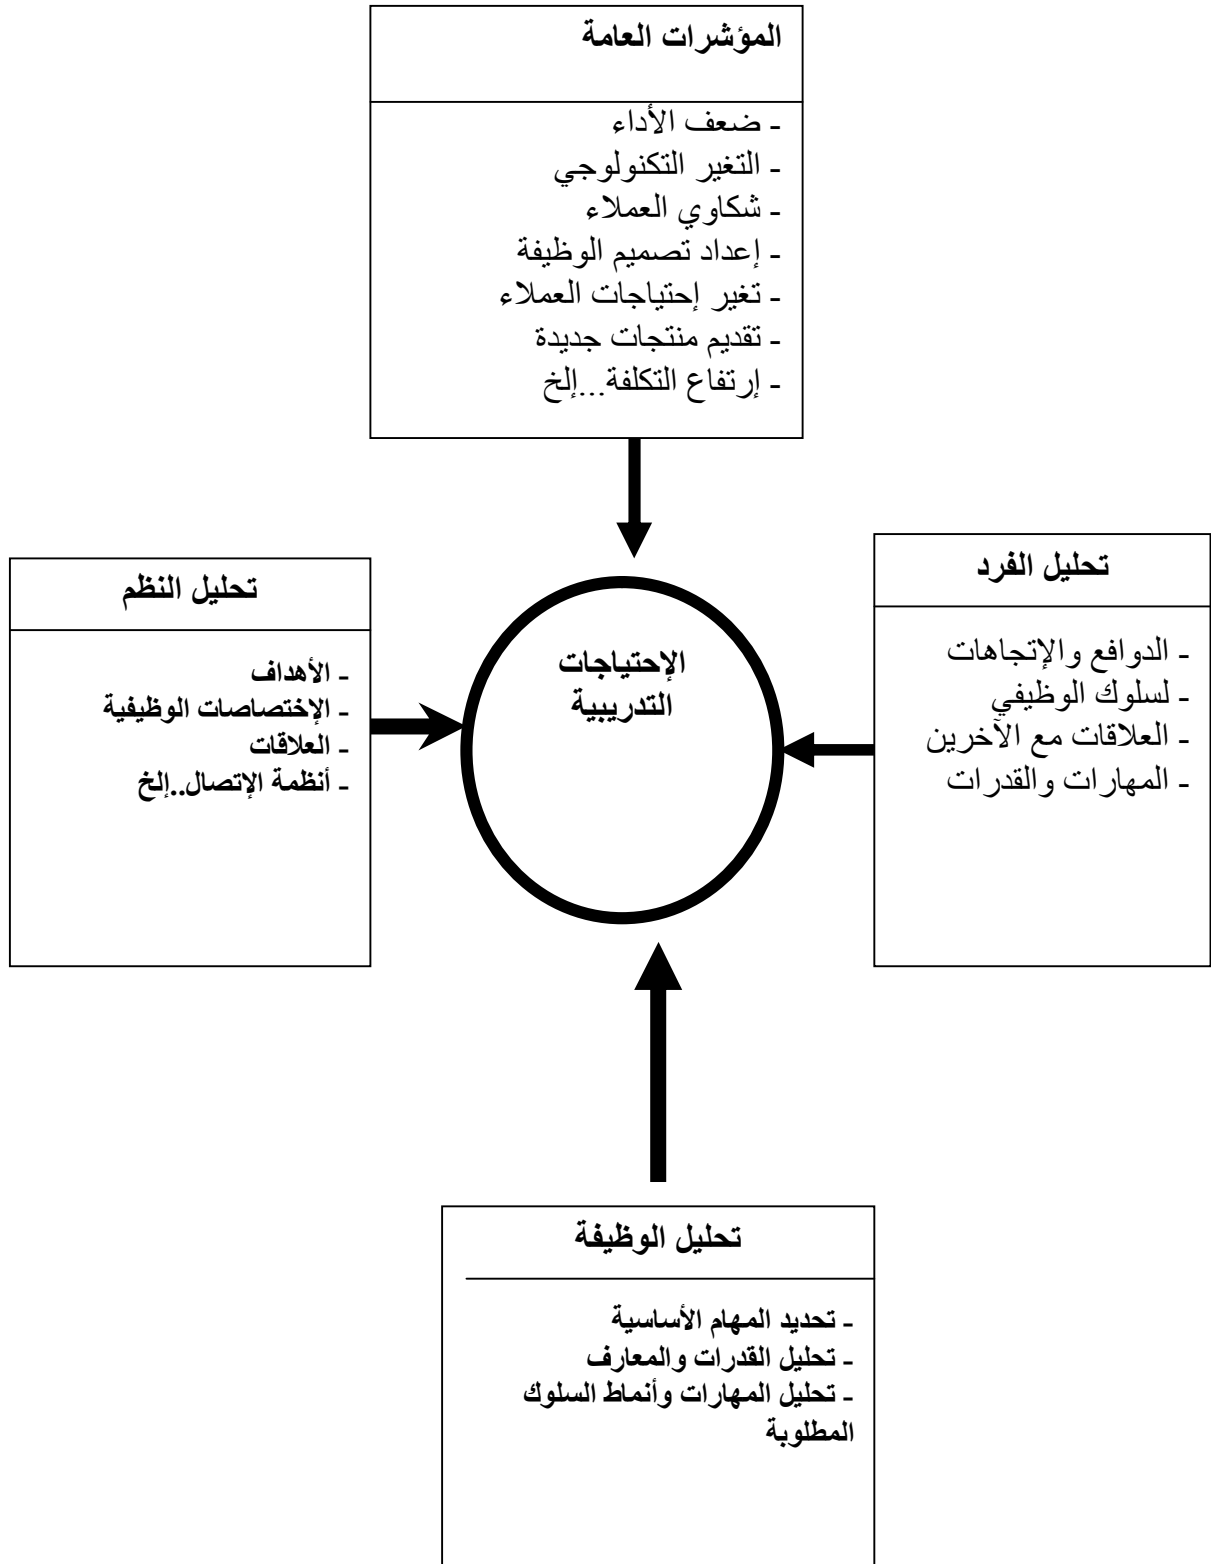 المؤشرات العامة
- ضعف الأداء
- التغير التكنولوجي
- شكاوي العملاء
- إعداد تصميم الوظيفة
- تغير إحتياجات العملاء
- تقديم منتجات جديدة
- إرتفاع التكلفة...إلخ
تحليل الفرد
- الدوافع والإتجاهات
- لسلوك الوظيفي
- العلاقات مع الآخرين
- المهارات والقدرات
الإحتياجات
التدريبية
تحليل النظم
- الأهداف
- الإختصاصات الوظيفية
- العلاقات
- أنظمة الإتصال..إلخ
تحليل الوظيفة
- تحديد المهام الأساسية
- تحليل القدرات والمعارف
- تحليل المهارات وأنماط السلوك
المطلوبة